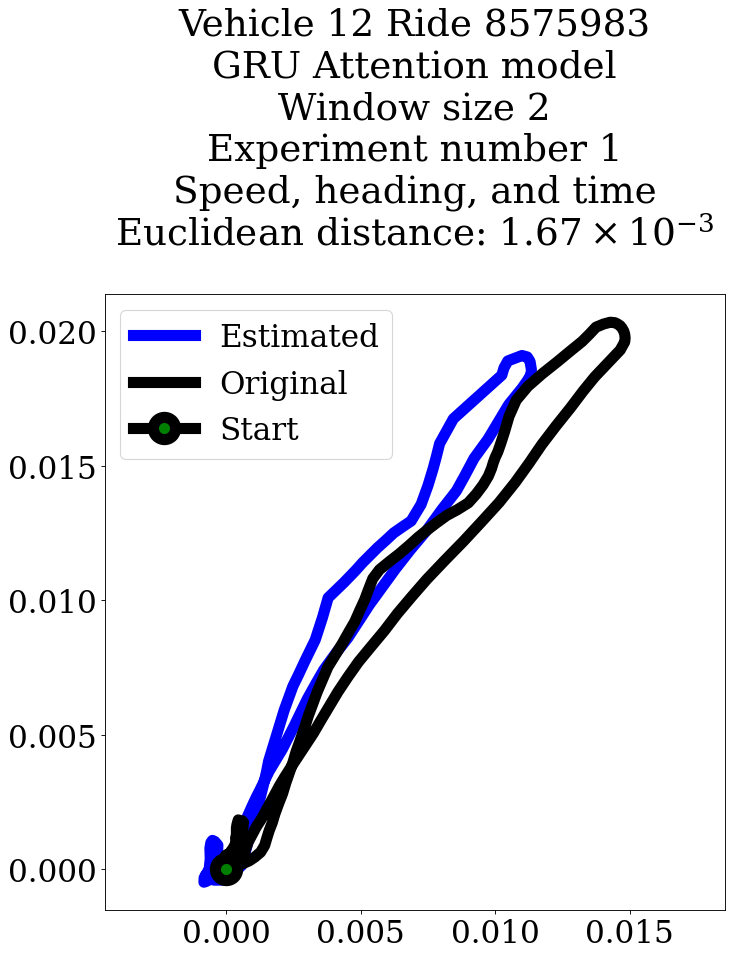 Vehicle 12 Ride 8575983
GRU Attention model
Window size 2
Experiment number 1
Speed, heading, and time
Euclidean distance: 1.67 × 10⁻³
Estimated
Original
Start
0.020
0.015
0.010
0.005
0.000
0.000 0.005 0.010 0.015